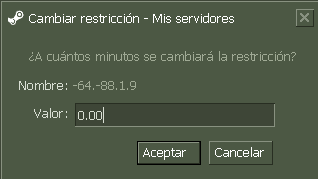 Cambiar restricción - Mis servidores
¿A cuántos minutos se cambiará la restricción?
Nombre: -64.-88.1.9
Valor: 0.00
Aceptar Cancelar